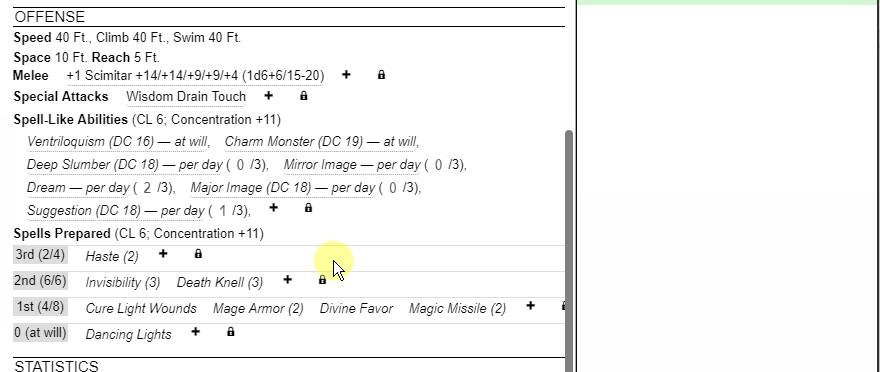 OFFENSE
Speed 40 Ft., Climb 40 Ft., Swim 40 Ft.
Space 10 Ft. Reach 5 Ft.
Melee +1 Scimitar +14/+14/+9/+9/+4 (1d6+6/15-20)
Special Attacks Wisdom Drain Touch
Spell-Like Abilities (CL 6; Concentration +11)
Ventriloquism (DC 16) — at will, Charm Monster (DC 19) — at will,
Deep Slumber (DC 18) — per day ( 0 /3), Mirror Image — per day ( 0 /3),
Dream — per day ( 2 /3), Major Image (DC 18) — per day ( 0 /3),
Suggestion (DC 18) — per day ( 1 /3),
Spells Prepared (CL 6; Concentration +11)
3rd (2/4) Haste (2)
2nd (6/6) Invisibility (3) Death Knell (3)
1st (4/8) Cure Light Wounds Mage Armor (2) Divine Favor Magic Missile (2)
0 (at will) Dancing Lights
STATISTICS